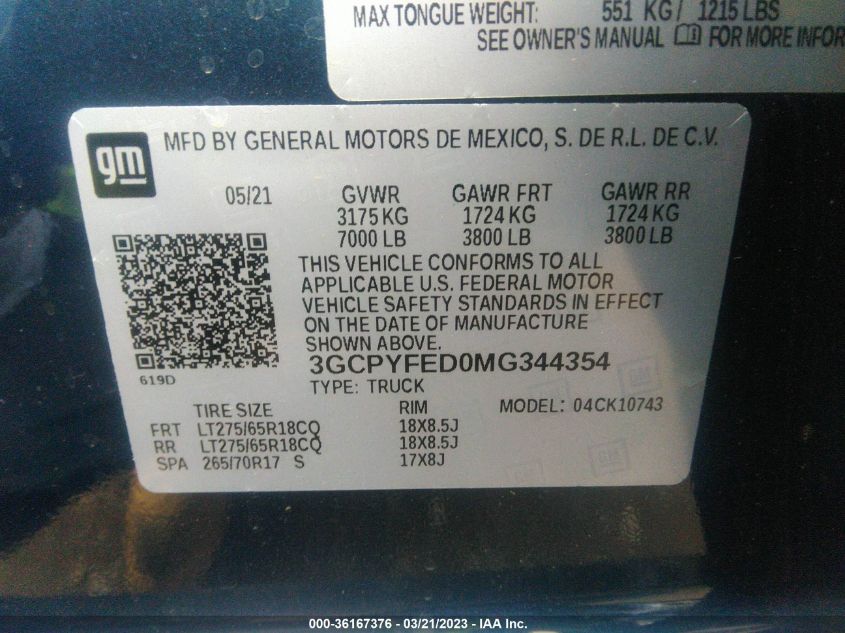 MAX TONGUE WEIGHT: 551 KG/ 1215 LBS
SEE OWNER'S MANUAL FOR MORE INFOR
gm
MFD BY GENERAL MOTORS DE MEXICO, S. DE R.L. DE C.V.
05/21 GVWR GAWR FRT GAWR RR
3175 KG 1724 KG 1724 KG
7000 LB 3800 LB 3800 LB
THIS VEHICLE CONFORMS TO ALL
APPLICABLE U.S. FEDERAL MOTOR
VEHICLE SAFETY STANDARDS IN EFFECT
ON THE DATE OF MANUFACTURE
SHOWN ABOVE.
3GCPYFED0MG344354
619D
TYPE: TRUCK
TIRE SIZE RIM MODEL: 04CK10743
FRT LT275/65R18CQ 18X8.5J
RR LT275/65R18CQ 18X8.5J
SPA 265/70R17 S 17X8J
GM
GM
000-36167376 - 03/21/2023 - IAA Inc.